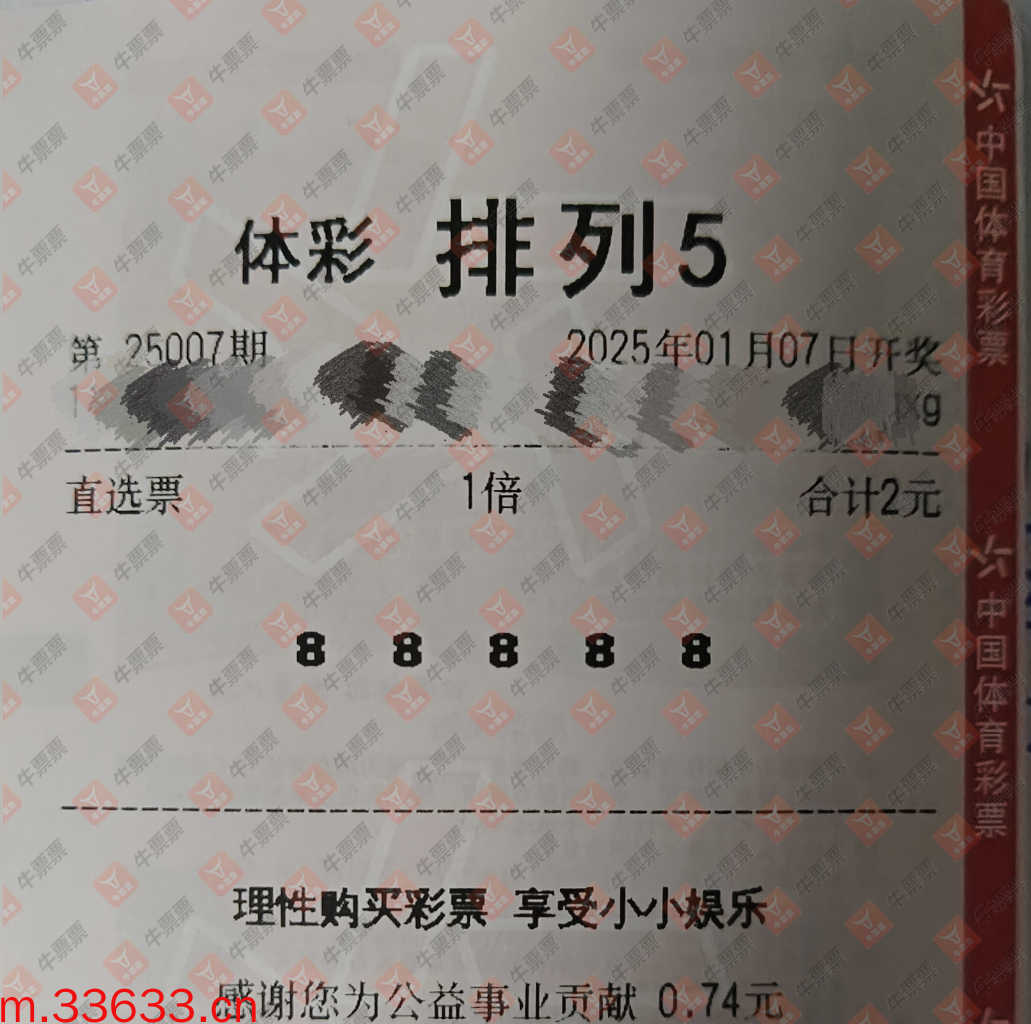 体彩 排列5
第 25007期 2025年01月07日开奖
xg
直选票 1倍 合计2元
8 8 8 8 8
理性购买彩票 享受小小娱乐
感谢您为公益事业贡献 0.74元
中国体育彩票
中国体育彩票
牛票票
m.33633.cn